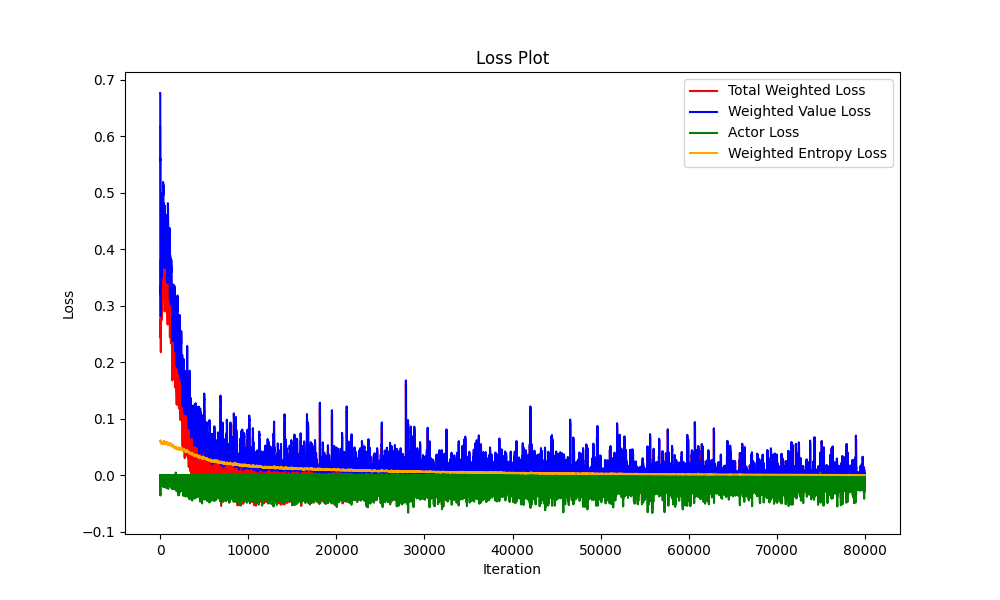 Loss Plot
0.7
0.6
0.5
0.4
0.3
0.2
0.1
0.0
−0.1
Loss
Total Weighted Loss
Weighted Value Loss
Actor Loss
Weighted Entropy Loss
0 10000 20000 30000 40000 50000 60000 70000 80000
Iteration